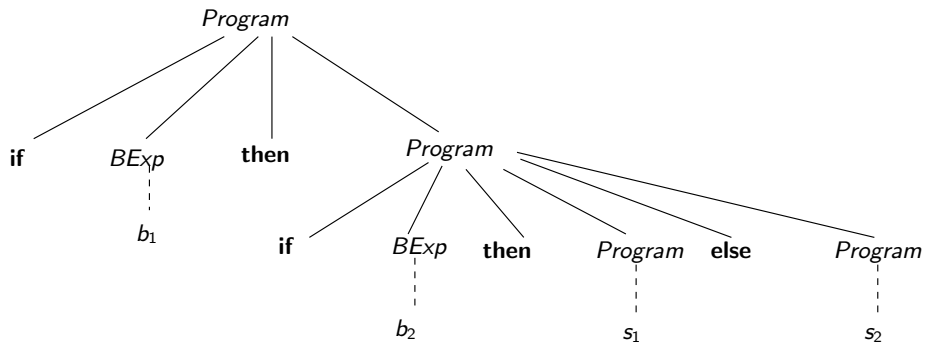 Program
if BExp then Program
b₁
if BExp then Program else Program
b₂ s₁ s₂